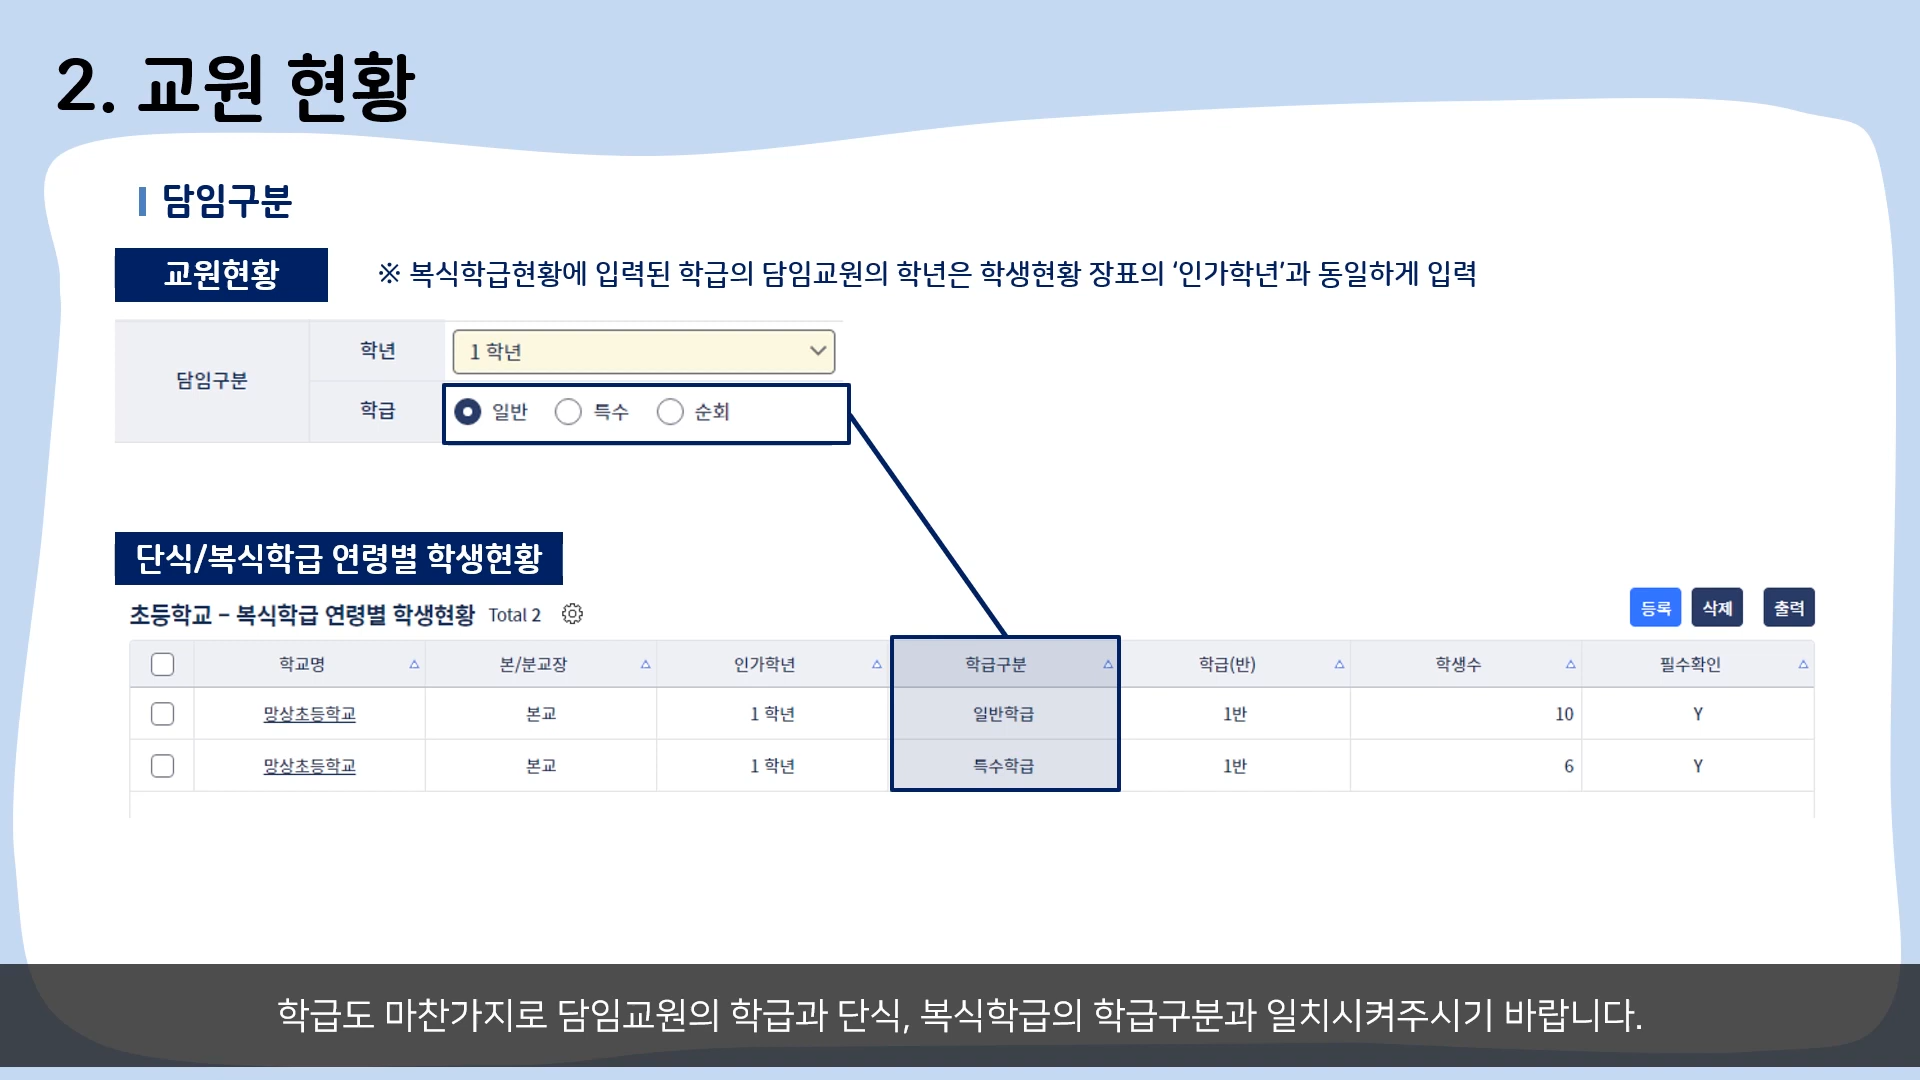 2. 교원 현황
담임구분
교원현황
※ 복식학급현황에 입력된 학급의 담임교원의 학년은 학생현황 장표의 ‘인가학년’과 동일하게 입력
담임구분 학년 1 학년
학급 일반 특수 순회
단식/복식학급 연령별 학생현황
초등학교 – 복식학급 연령별 학생현황 Total 2 등록 삭제 출력
학교명 본/분교장 인가학년 학급구분 학급(반) 학생수 필수확인
망상초등학교 본교 1 학년 일반학급 1반 10 Y
망상초등학교 본교 1 학년 특수학급 1반 6 Y
학급도 마찬가지로 담임교원의 학급과 단식, 복식학급의 학급구분과 일치시켜주시기 바랍니다.